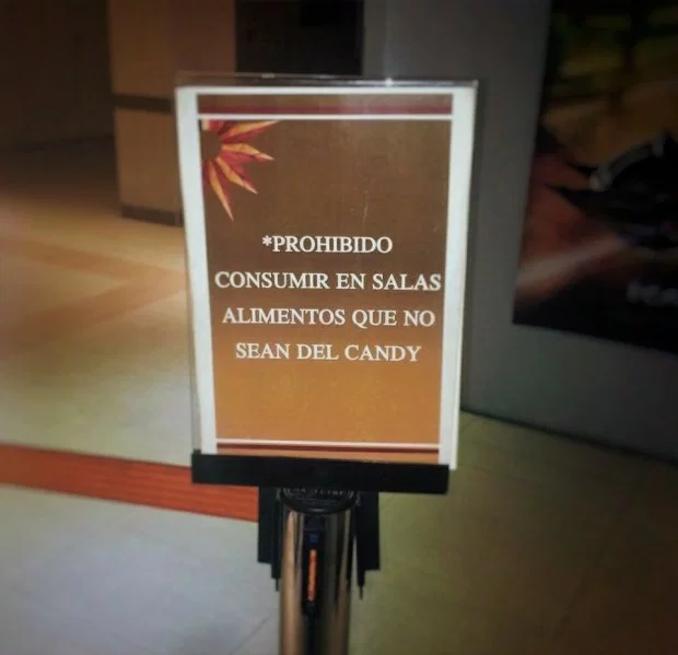 *PROHIBIDO
CONSUMIR EN SALAS
ALIMENTOS QUE NO
SEAN DEL CANDY